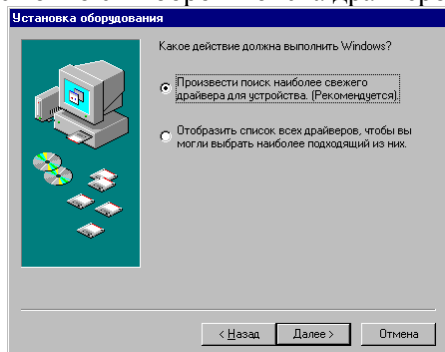 Установка оборудования
Какое действие должна выполнить Windows?
Произвести поиск наиболее свежего
драйвера для устройства. (Рекомендуется).
Отобразить список всех драйверов, чтобы вы
могли выбрать наиболее подходящий из них.
< Назад
Далее >
Отмена